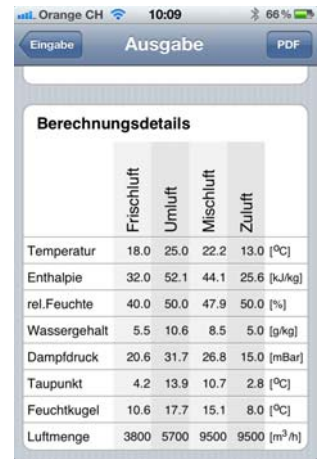 Orange CH 10:09 66%
Eingabe Ausgabe PDF
Berechnungsdetails
Frischluft Umluft Mischluft Zuluft
Temperatur 18.0 25.0 22.2 13.0 [°C]
Enthalpie 32.0 52.1 44.1 25.6 [kJ/kg]
rel.Feuchte 40.0 50.0 47.9 50.0 [%]
Wassergehalt 5.5 10.6 8.5 5.0 [g/kg]
Dampfdruck 20.6 31.7 26.8 15.0 [mBar]
Taupunkt 4.2 13.9 10.7 2.8 [°C]
Feuchtkugel 10.6 17.7 15.1 8.0 [°C]
Luftmenge 3800 5700 9500 9500 [m³/h]